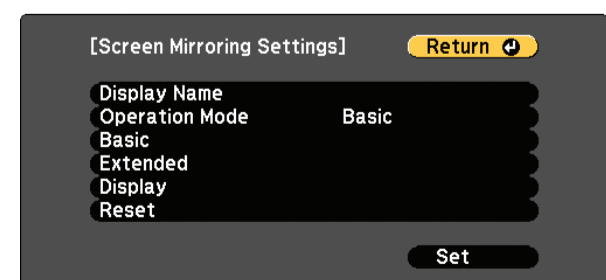 [Screen Mirroring Settings] Return
Display Name
Operation Mode Basic
Basic
Extended
Display
Reset
Set